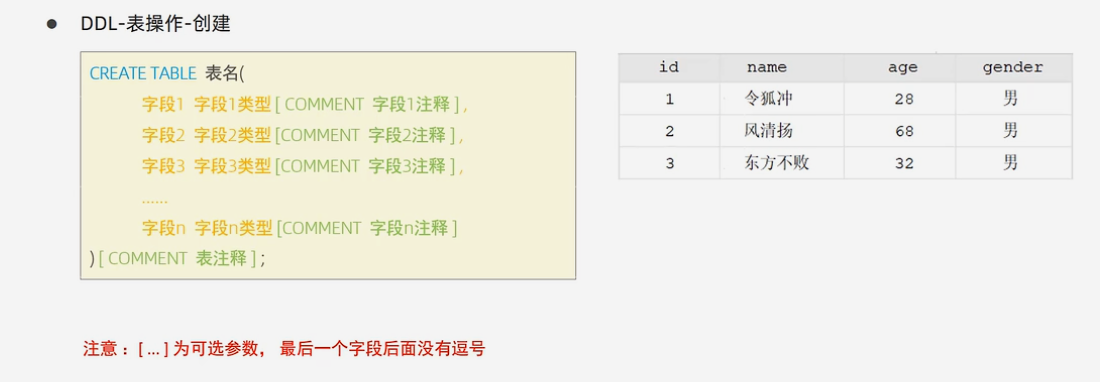 ● DDL-表操作-创建
CREATE TABLE 表名(
字段1 字段1类型[ COMMENT 字段1注释 ] ,
字段2 字段2类型[COMMENT 字段2注释 ] ,
字段3 字段3类型[COMMENT 字段3注释 ] ,
......
字段n 字段n类型[COMMENT 字段n注释 ]
) [ COMMENT 表注释 ] ;
id name age gender
1 令狐冲 28 男
2 风清扬 68 男
3 东方不败 32 男
注意：[ ... ] 为可选参数， 最后一个字段后面没有逗号